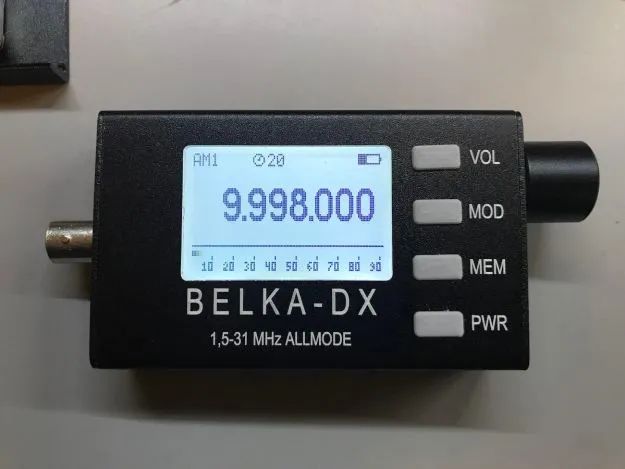 AM1 20
9.998.000
10 20 30 40 50 60 70 80 90
BELKA-DX
1,5-31 MHz ALLMODE
VOL
MOD
MEM
PWR